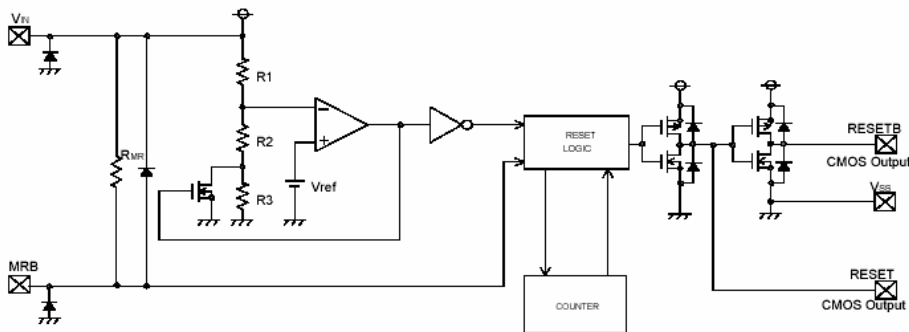 VIN
R1
R2
RMR
R3
Vref
RESET
LOGIC
RESETB
CMOS Output
VSS
MRB
COUNTER
RESET
CMOS Output